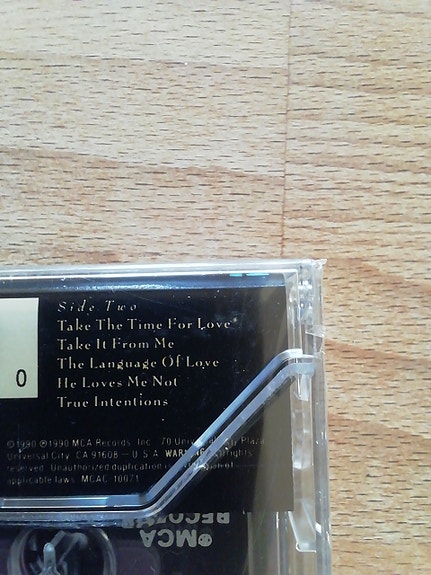 Side Two
Take The Time For Love*
Take It From Me
The Language Of Love
He Loves Me Not
True Intentions
0
©1990 ℗1990 MCA Records, Inc. 70 Universal City Plaza
Universal City, CA 91608 – U.S.A. WARNING: All rights
reserved. Unauthorized duplication is a violation of
applicable laws. MCAC 10071
MCA
RECORDS